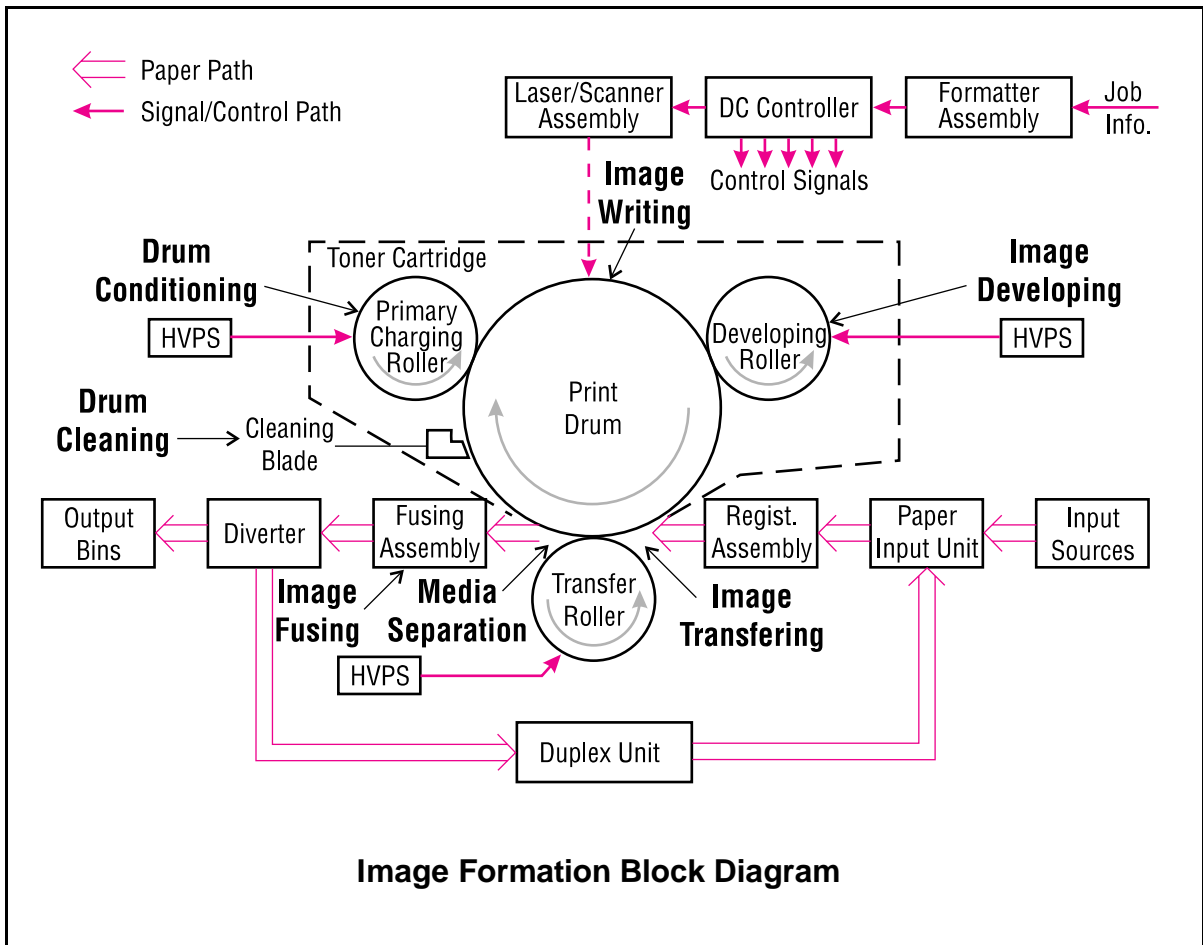 Paper Path
Signal/Control Path
Laser/Scanner
Assembly
DC Controller
Formatter
Assembly
Job
Info.
Control Signals
Image
Writing
Drum
Conditioning
Toner Cartridge
Image
Developing
HVPS
Primary
Charging
Roller
Developing
Roller
HVPS
Print
Drum
Drum
Cleaning
Cleaning
Blade
Output
Bins
Diverter
Fusing
Assembly
Regist.
Assembly
Paper
Input Unit
Input
Sources
Image
Fusing
Media
Separation
Transfer
Roller
Image
Transfering
HVPS
Duplex Unit
Image Formation Block Diagram